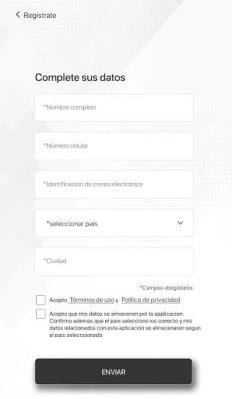 Registrate
Complete sus datos
*Nombre completo
*Número celular
*Identificación de correo electrónico
*seleccionar país
*Ciudad
*Campos obligatorios
Acepto Términos de uso y Política de privacidad
Acepto que mis datos se almacenen por la applicacion.
Confirmo ademas que el pais seleccionado es correcto y mis
datos relacionados con esta aplicacion se almacenaran segun
el pais seleccionado
ENVIAR